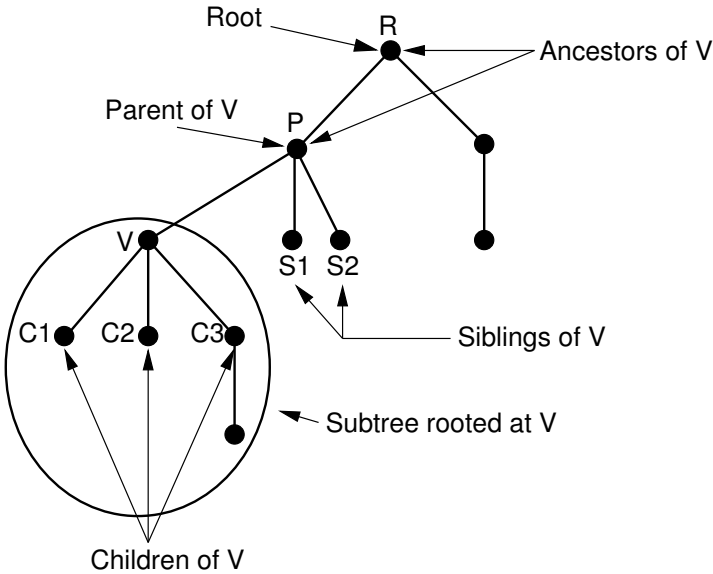 Root
R
Ancestors of V
Parent of V
P
V
S1
S2
C1
C2
C3
Siblings of V
Subtree rooted at V
Children of V